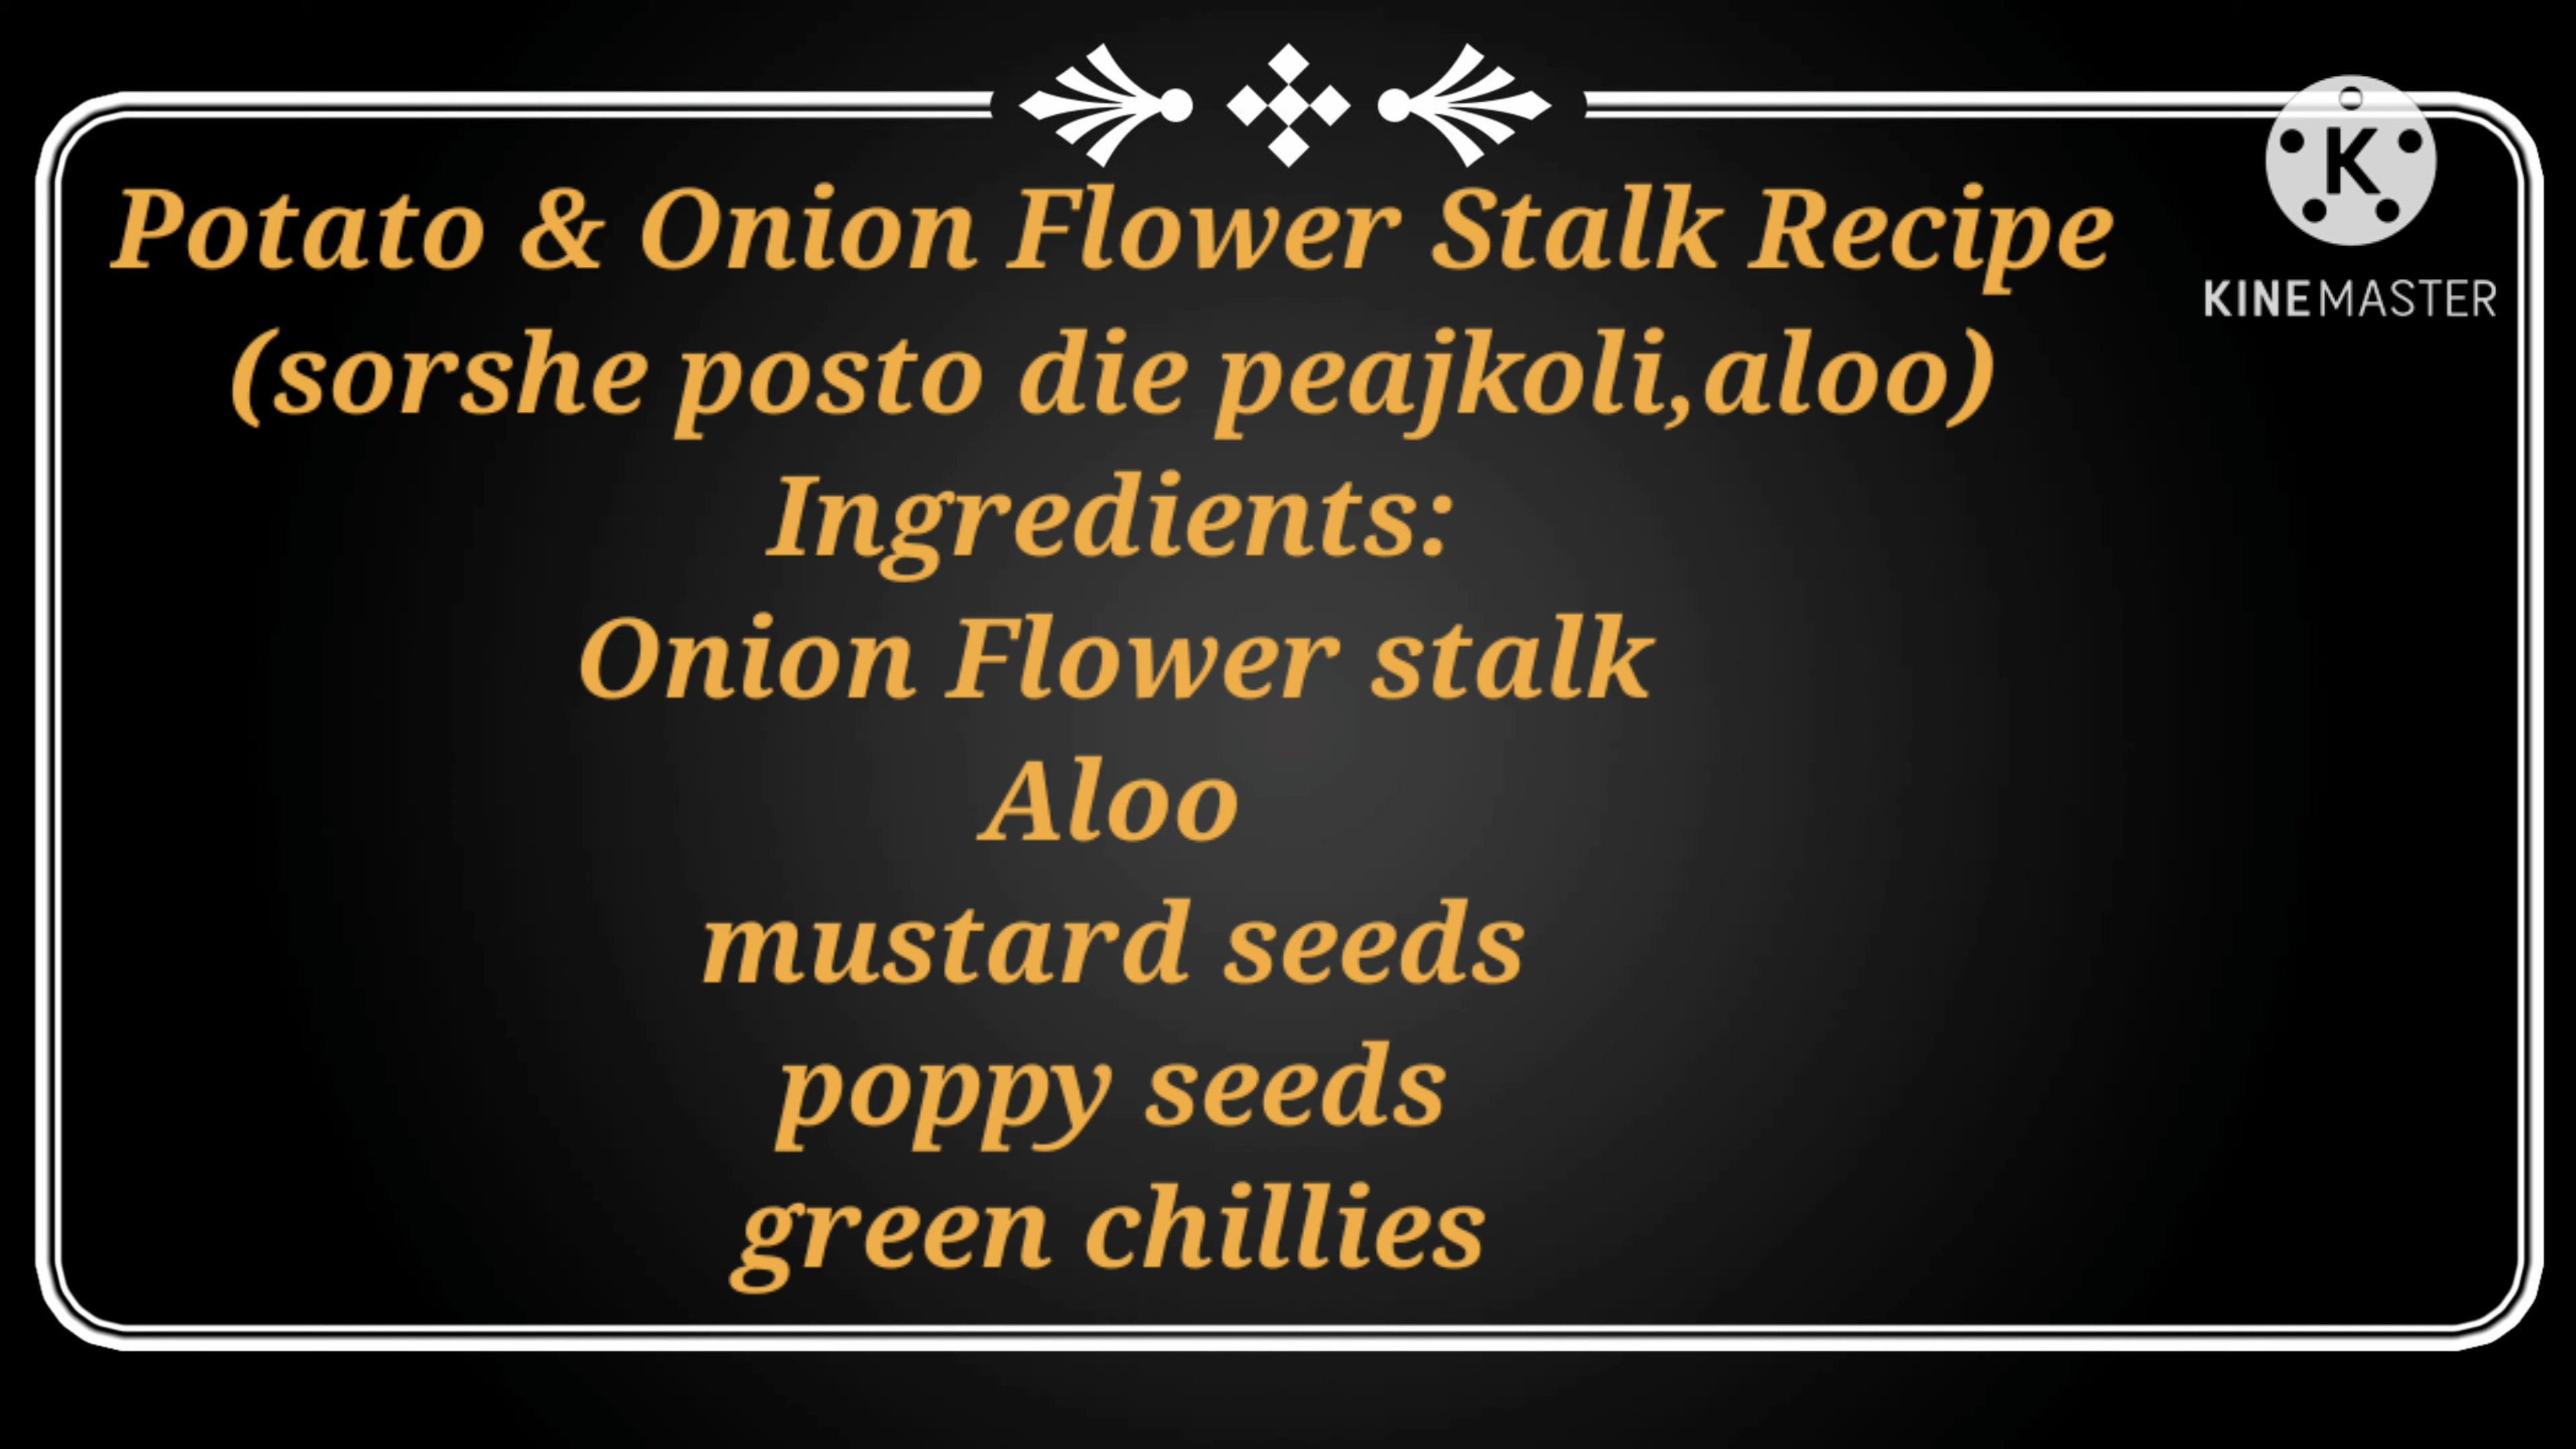 Potato & Onion Flower Stalk Recipe
(sorshe posto die peajkoli,aloo)
Ingredients:
Onion Flower stalk
Aloo
mustard seeds
poppy seeds
green chillies
K
KINEMASTER